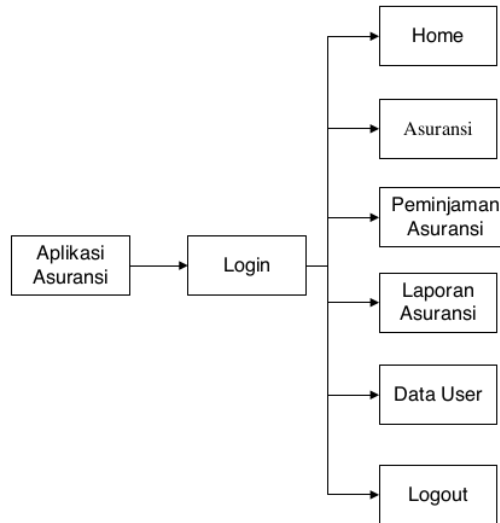 Home
Asuransi
Peminjaman
Asuransi
Aplikasi
Asuransi
Login
Laporan
Asuransi
Data User
Logout